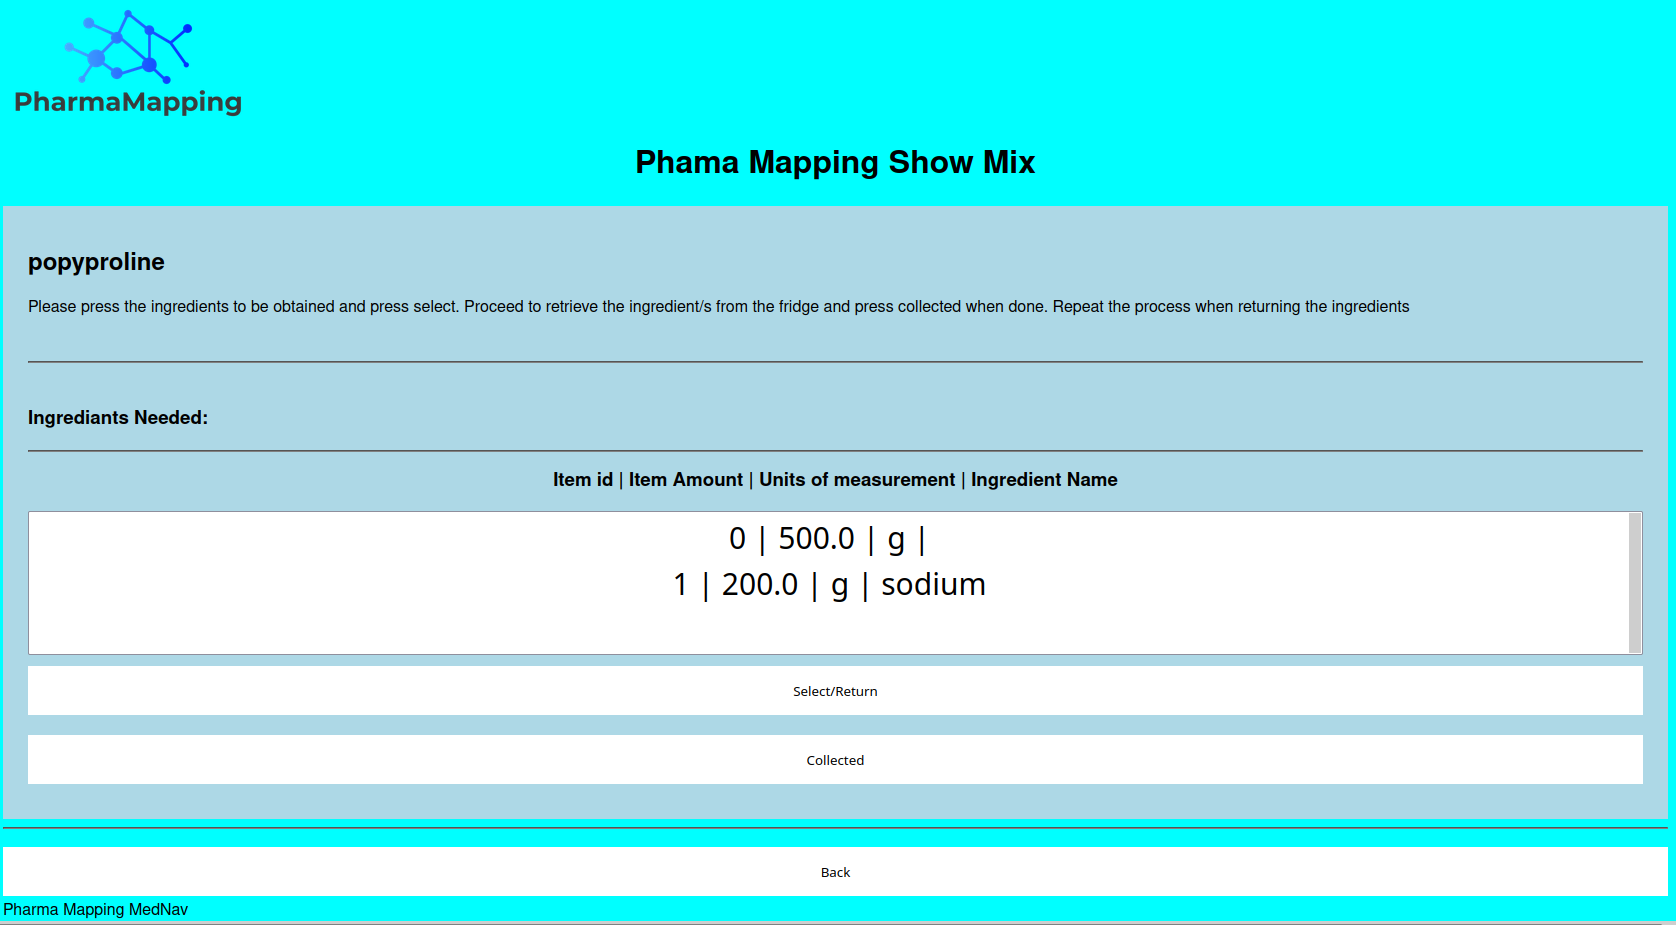 PharmaMapping
Phama Mapping Show Mix
popyproline
Please press the ingredients to be obtained and press select. Proceed to retrieve the ingredient/s from the fridge and press collected when done. Repeat the process when returning the ingredients
Ingrediants Needed:
Item id | Item Amount | Units of measurement | Ingredient Name
0 | 500.0 | g |
1 | 200.0 | g | sodium
Select/Return
Collected
Back
Pharma Mapping MedNav